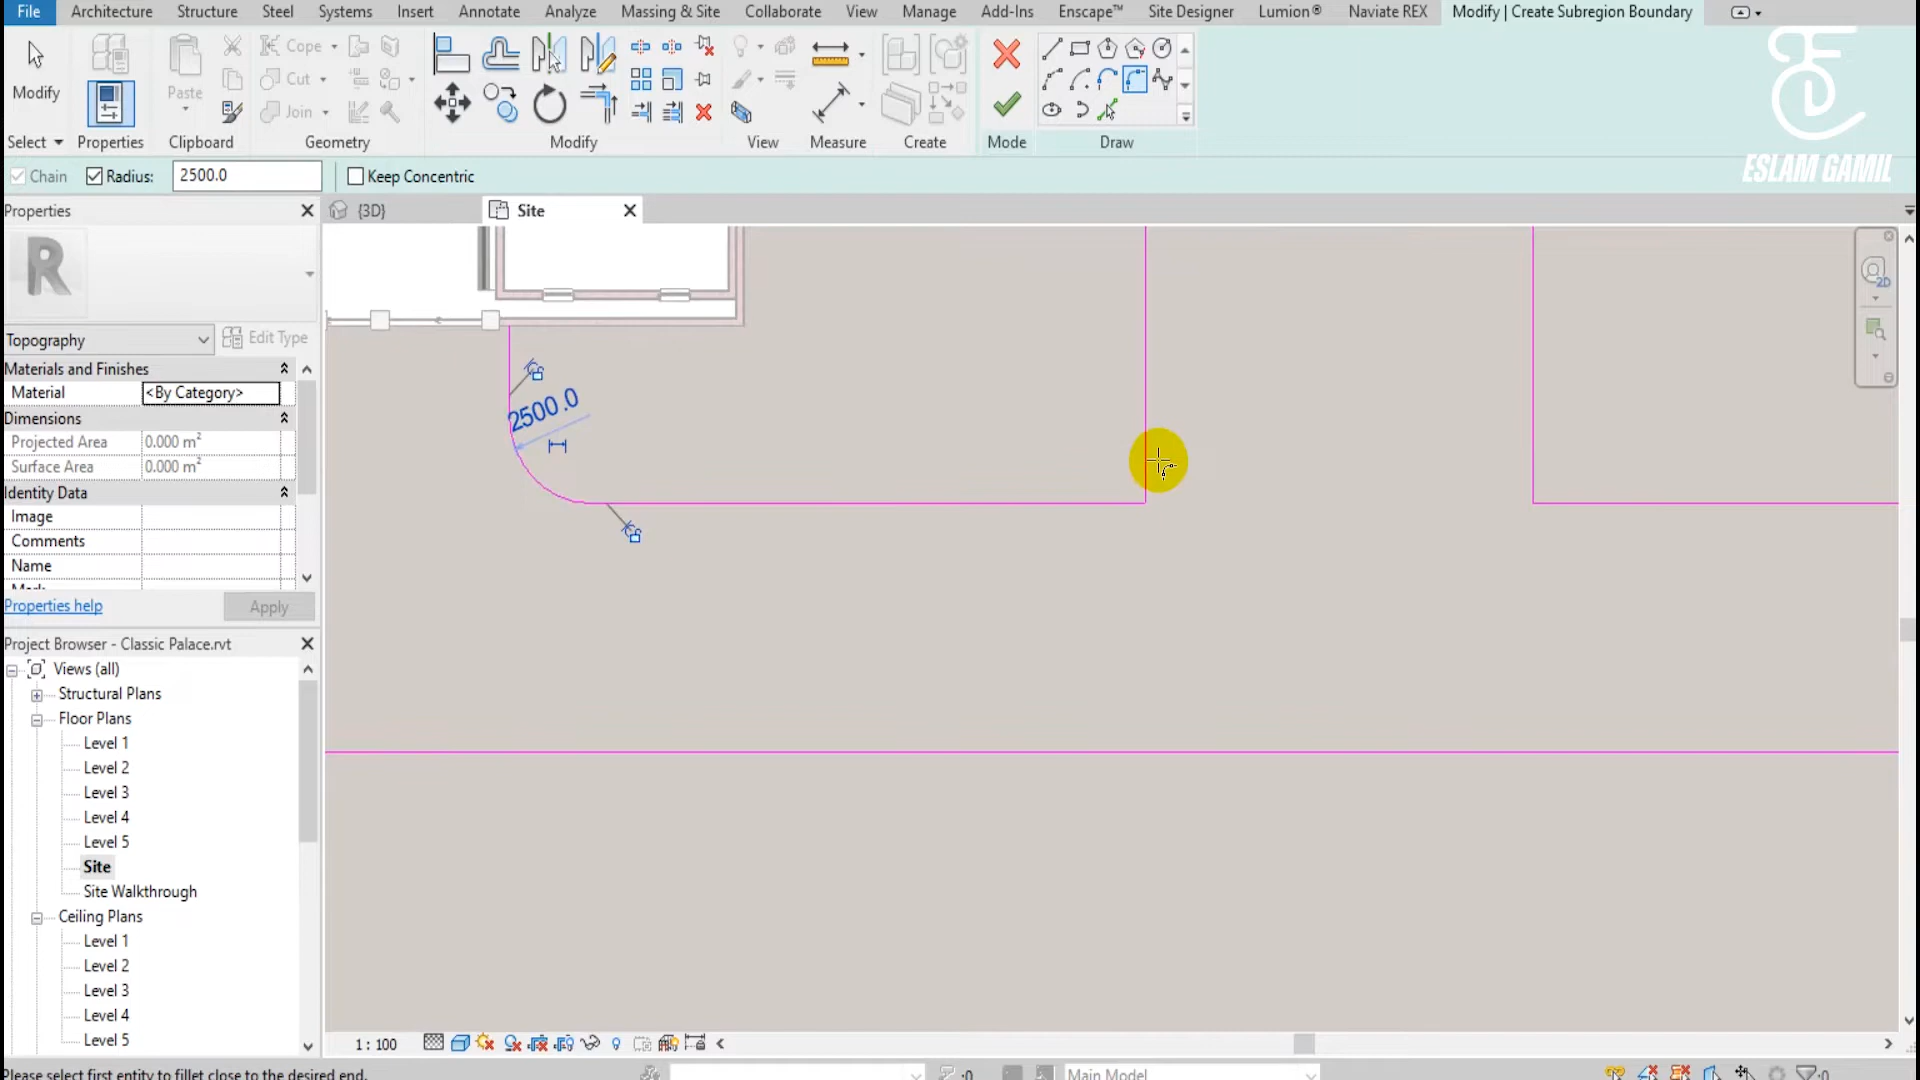 File Architecture Structure Steel Systems Insert Annotate Analyze Massing & Site Collaborate View Manage Add-Ins Enscape™ Site Designer Lumion® Naviate REX Modify | Create Subregion Boundary
Modify
Paste
Cope
Cut
Join
Select Properties Clipboard Geometry Modify View Measure Create Mode Draw
ESLAM GAMIL
Chain Radius: 2500.0 Keep Concentric
Properties
{3D}
Site
R
2D
Topography
Edit Type
Materials and Finishes
Material <By Category>
Dimensions
Projected Area 0.000 m²
Surface Area 0.000 m²
Identity Data
Image
Comments
Name
Mark
Properties help
Apply
2500.0
Project Browser - Classic Palace.rvt
Views (all)
Structural Plans
Floor Plans
Level 1
Level 2
Level 3
Level 4
Level 5
Site
Site Walkthrough
Ceiling Plans
Level 1
Level 2
Level 3
Level 4
Level 5
1 : 100
Please select first entity to fillet close to the desired end.
:0
Main Model
:0